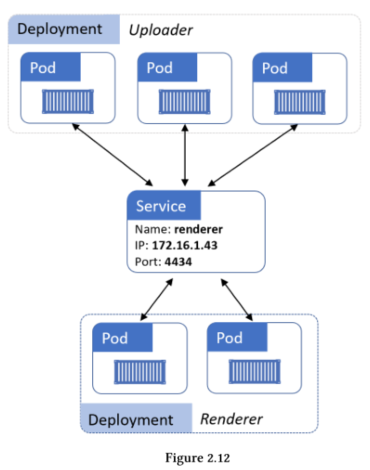 Deployment Uploader
Pod Pod Pod
Service
Name: renderer
IP: 172.16.1.43
Port: 4434
Pod Pod
Deployment Renderer
Figure 2.12